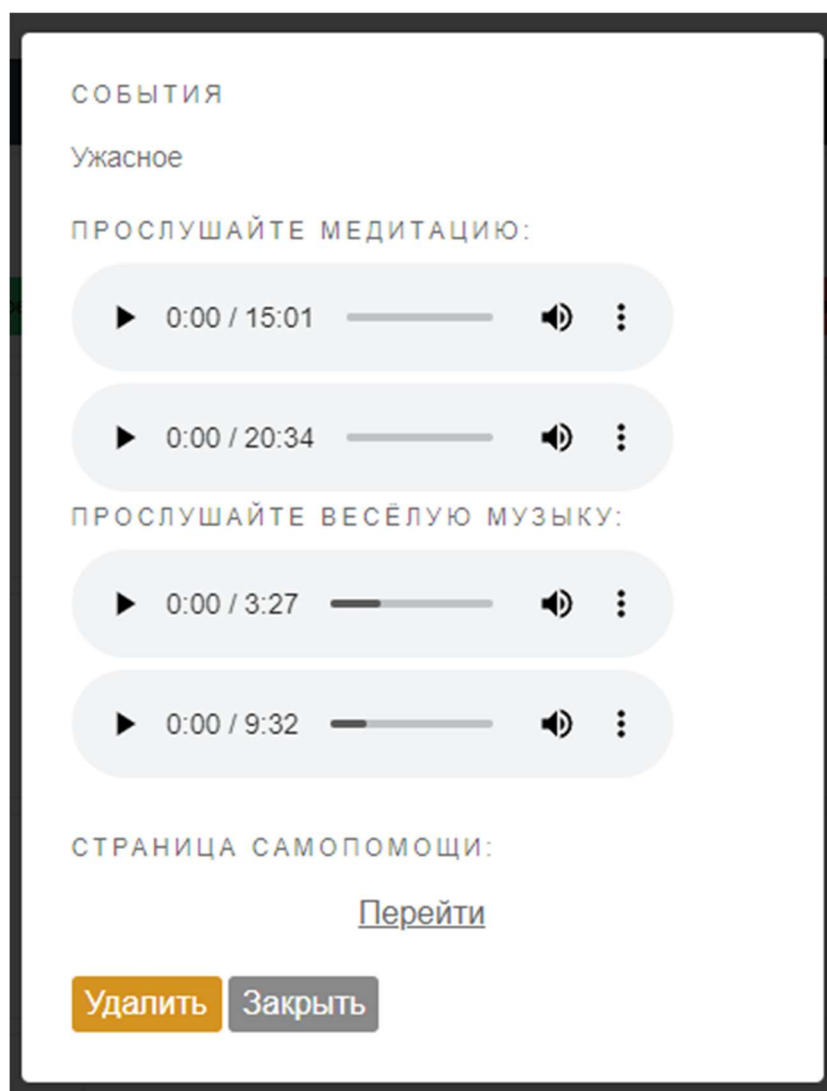 СОБЫТИЯ
Ужасное
ПРОСЛУШАЙТЕ МЕДИТАЦИЮ:
0:00 / 15:01
0:00 / 20:34
ПРОСЛУШАЙТЕ ВЕСЁЛУЮ МУЗЫКУ:
0:00 / 3:27
0:00 / 9:32
СТРАНИЦА САМОПОМОЩИ:
Перейти
Удалить Закрыть